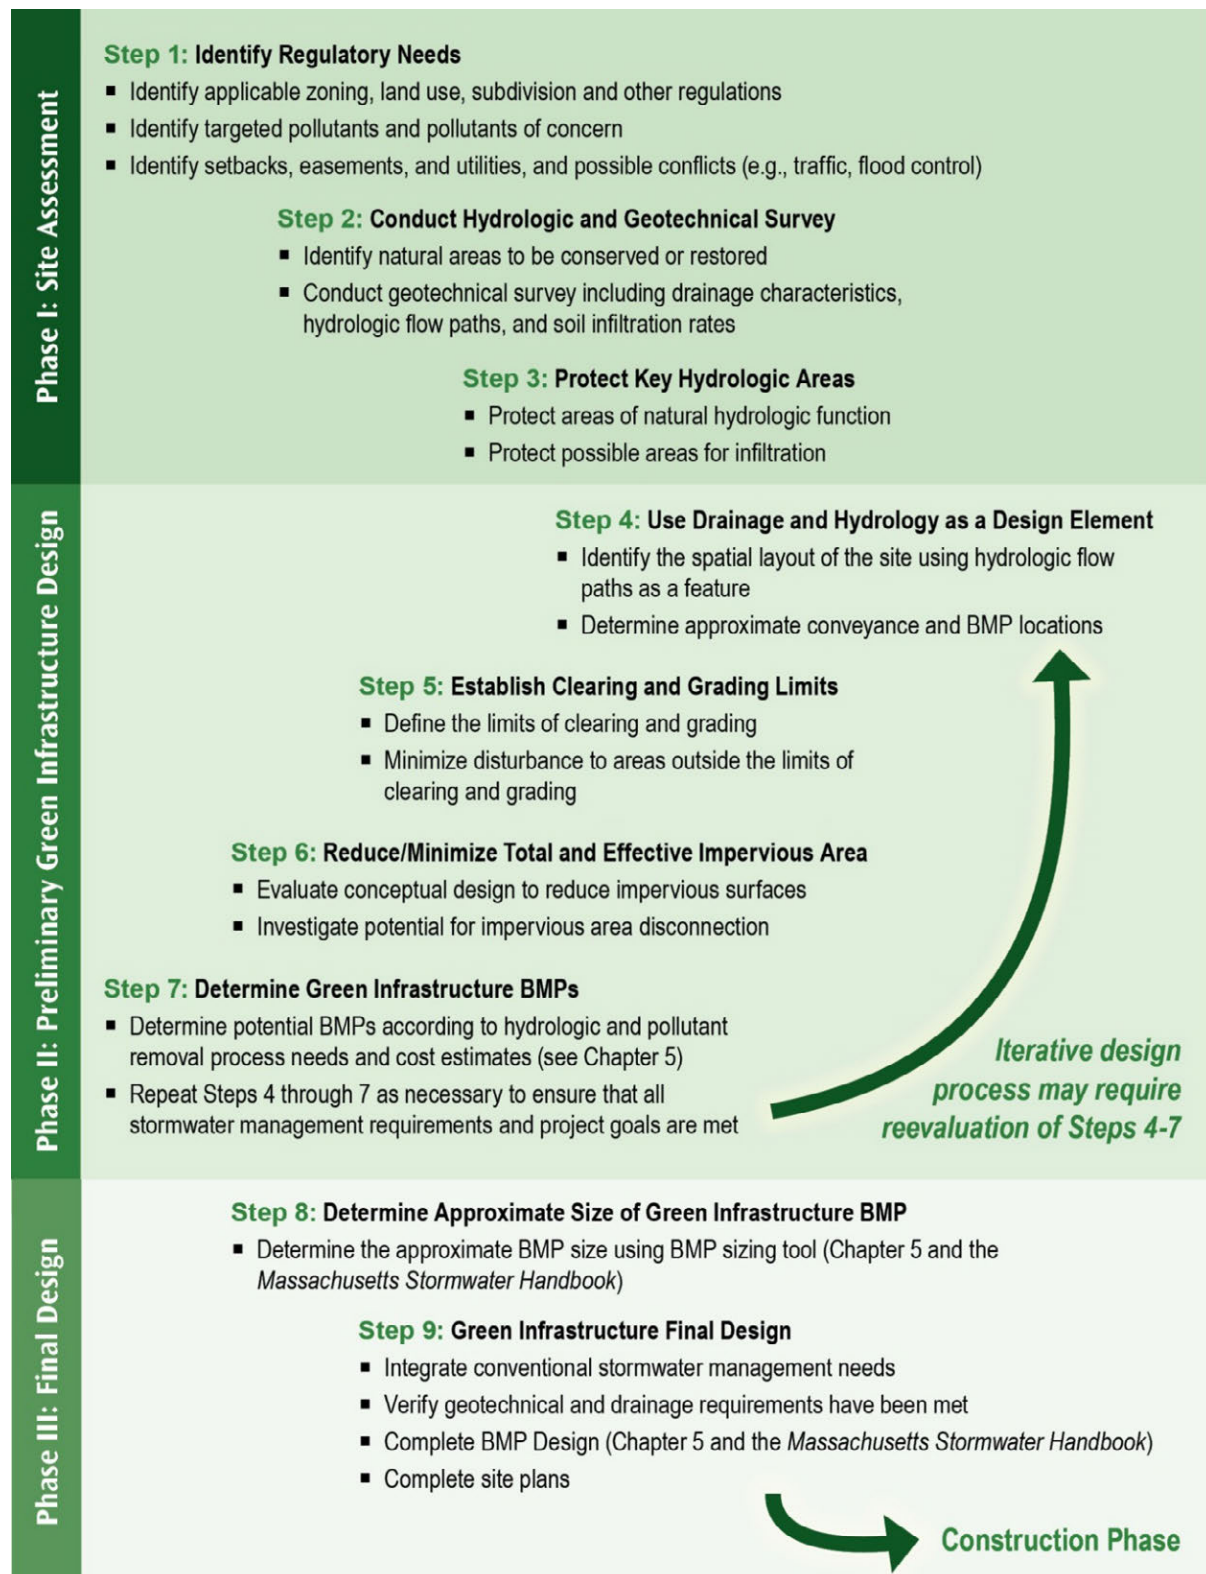 Phase I: Site Assessment
Step 1: Identify Regulatory Needs
▪ Identify applicable zoning, land use, subdivision and other regulations
▪ Identify targeted pollutants and pollutants of concern
▪ Identify setbacks, easements, and utilities, and possible conflicts (e.g., traffic, flood control)
Step 2: Conduct Hydrologic and Geotechnical Survey
▪ Identify natural areas to be conserved or restored
▪ Conduct geotechnical survey including drainage characteristics,
hydrologic flow paths, and soil infiltration rates
Step 3: Protect Key Hydrologic Areas
▪ Protect areas of natural hydrologic function
▪ Protect possible areas for infiltration
Phase II: Preliminary Green Infrastructure Design
Step 4: Use Drainage and Hydrology as a Design Element
▪ Identify the spatial layout of the site using hydrologic flow
paths as a feature
▪ Determine approximate conveyance and BMP locations
Step 5: Establish Clearing and Grading Limits
▪ Define the limits of clearing and grading
▪ Minimize disturbance to areas outside the limits of
clearing and grading
Step 6: Reduce/Minimize Total and Effective Impervious Area
▪ Evaluate conceptual design to reduce impervious surfaces
▪ Investigate potential for impervious area disconnection
Step 7: Determine Green Infrastructure BMPs
▪ Determine potential BMPs according to hydrologic and pollutant
removal process needs and cost estimates (see Chapter 5)
▪ Repeat Steps 4 through 7 as necessary to ensure that all
stormwater management requirements and project goals are met
Iterative design
process may require
reevaluation of Steps 4-7
Phase III: Final Design
Step 8: Determine Approximate Size of Green Infrastructure BMP
▪ Determine the approximate BMP size using BMP sizing tool (Chapter 5 and the
Massachusetts Stormwater Handbook)
Step 9: Green Infrastructure Final Design
▪ Integrate conventional stormwater management needs
▪ Verify geotechnical and drainage requirements have been met
▪ Complete BMP Design (Chapter 5 and the Massachusetts Stormwater Handbook)
▪ Complete site plans
Construction Phase